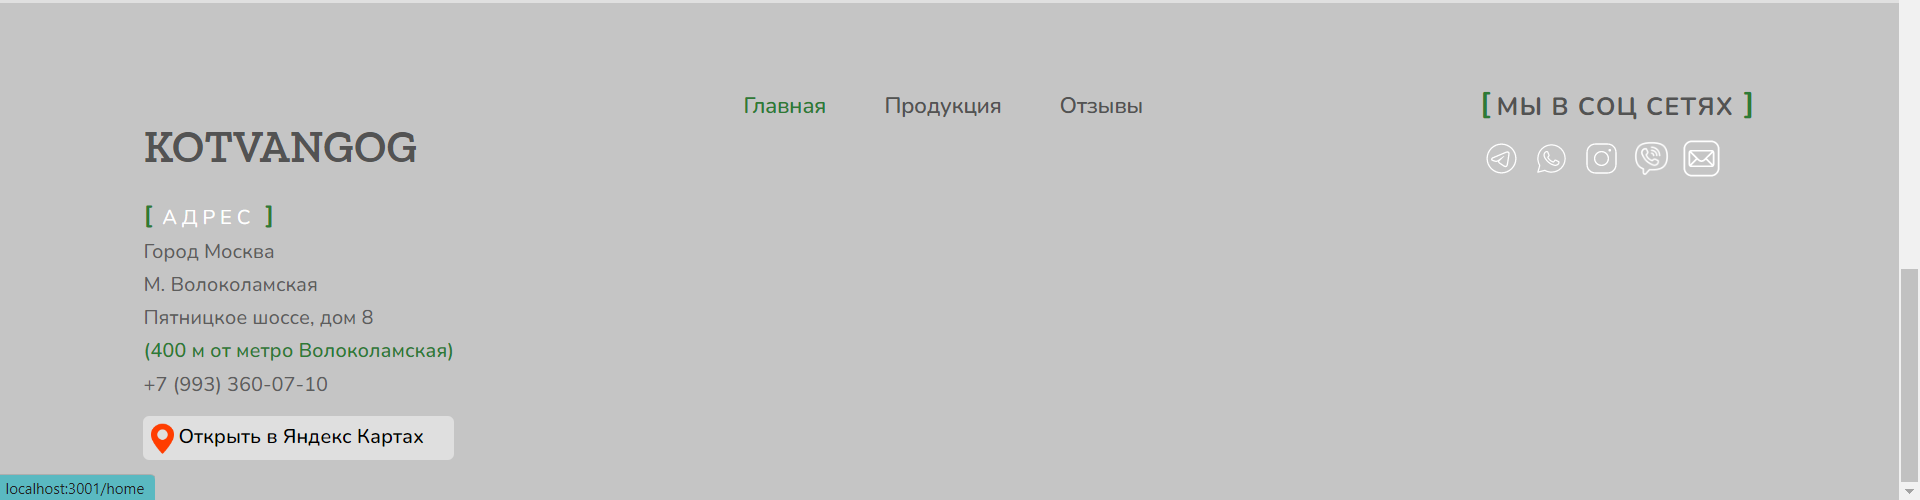 Главная Продукция Отзывы
[ МЫ В СОЦ СЕТЯХ ]
KOTVANGOG
[ АДРЕС ]
Город Москва
М. Волоколамская
Пятницкое шоссе, дом 8
(400 м от метро Волоколамская)
+7 (993) 360-07-10
Открыть в Яндекс Картах
localhost:3001/home